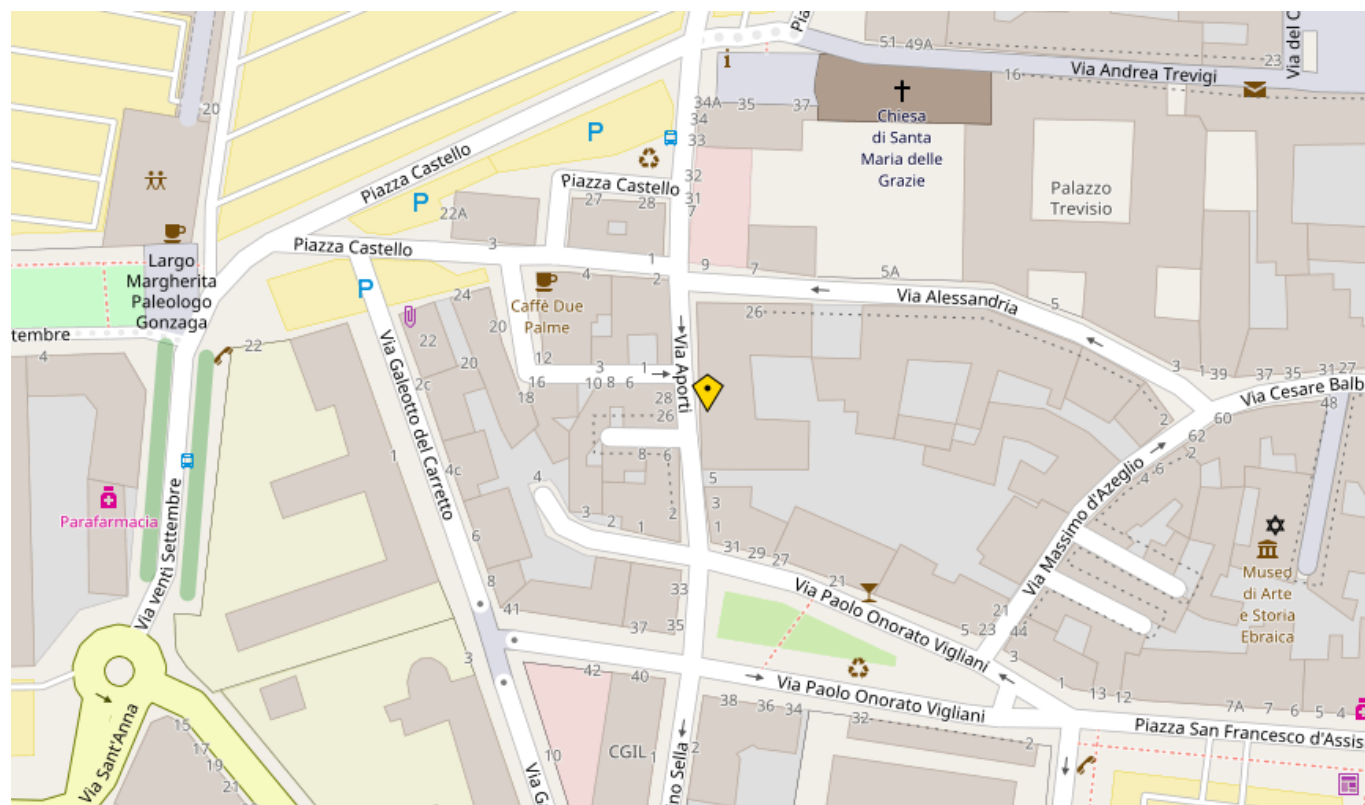 51 49A
Via Andrea Trevigi
23
Via del C
16
i
34A 35 37
34
33
Chiesa
di Santa
Maria delle
Grazie
20
P
Piazza Castello
Piazza Castello
32
31
7
27 28
Palazzo
Trevisio
P
22A
3
Piazza Castello
1
4
2
9 7
5A
5
Via Alessandria
26
Largo
Margherita
Paleologo
Gonzaga
P
24
Caffè Due
Palme
tembre
4
22
22
20
20
2c
12
16
18
3 1
10 8 6
28
26
Via Aporti
3 1 39 37 35 31 27
Via Cesare Balb
48
60
62
2
2
4 6
Via Massimo d'Azeglio
Via Galeotto del Carretto
1
4c
6
8
4
8 6
5
3
1
3 2 1 2
31 29 27
21
Parafarmacia
Via venti Settembre
Museo
di Arte
e Storia
Ebraica
33
35
37
41
Via Paolo Onorato Vigliani
5 23
21
44
3
3
42 40
Via Paolo Onorato Vigliani
38 36 34
32
1 13 12
7A 7 6 5 4
Piazza San Francesco d'Assis
2
Via Sant'Anna
15
17
19
21
10
CGIL
1
2
no Sella
Via G